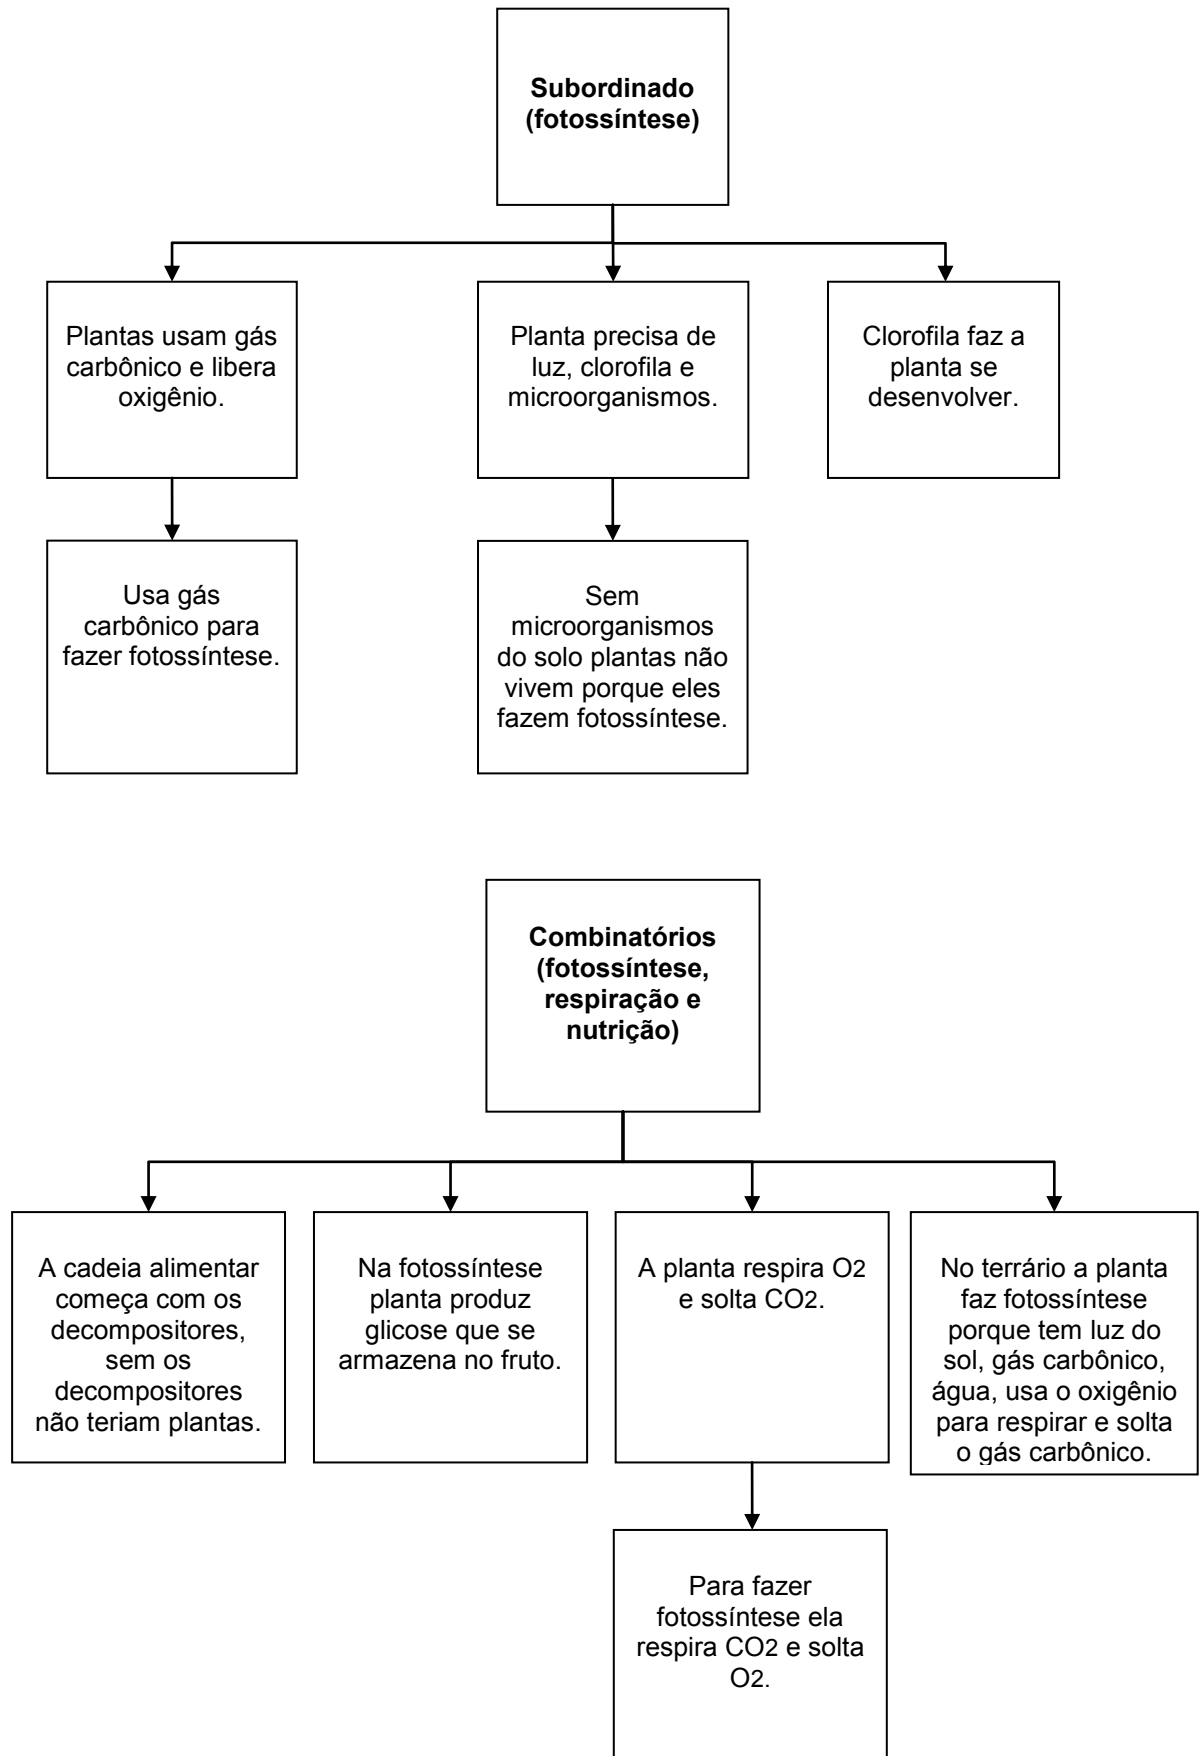 Subordinado
(fotossíntese)
Plantas usam gás
carbônico e libera
oxigênio.
Planta precisa de
luz, clorofila e
microorganismos.
Clorofila faz a
planta se
desenvolver.
Usa gás
carbônico para
fazer fotossíntese.
Sem
microorganismos
do solo plantas não
vivem porque eles
fazem fotossíntese.
Combinatórios
(fotossíntese,
respiração e
nutrição)
A cadeia alimentar
começa com os
decompositores,
sem os
decompositores
não teriam plantas.
Na fotossíntese
planta produz
glicose que se
armazena no fruto.
A planta respira O2
e solta CO2.
No terrário a planta
faz fotossíntese
porque tem luz do
sol, gás carbônico,
água, usa o oxigênio
para respirar e solta
o gás carbônico.
Para fazer
fotossíntese ela
respira CO2 e solta
O2.